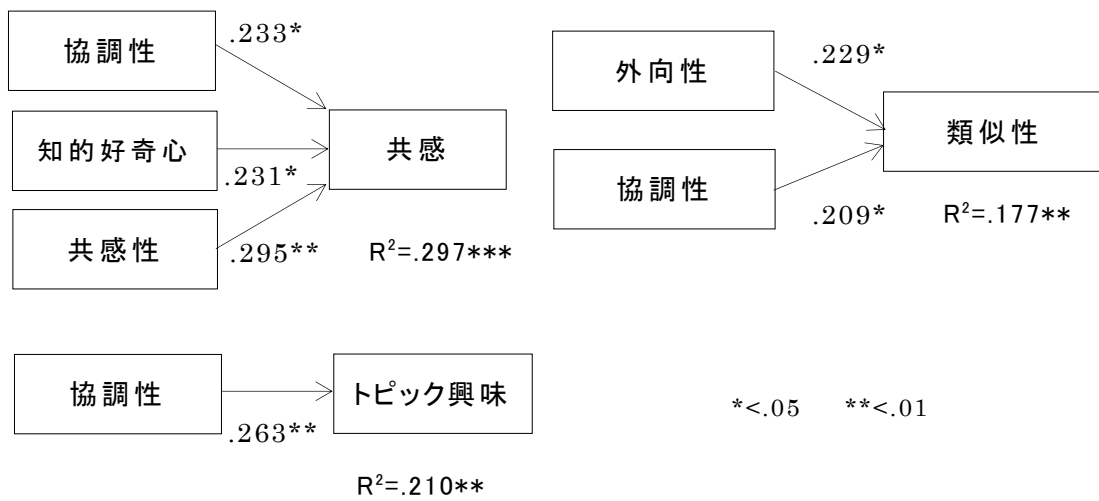 協調性
.233*
知的好奇心
.231*
共感性
.295**
共感
R²=.297***
外向性
.229*
協調性
.209*
類似性
R²=.177**
協調性
.263**
トピック興味
R²=.210**
*<.05 **<.01